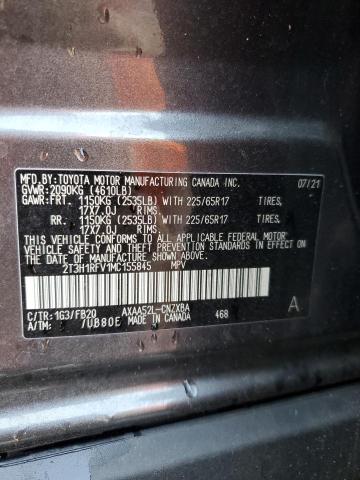 MFD.BY:TOYOTA MOTOR MANUFACTURING CANADA INC. 07/21
GVWR:2090KG (4610LB)
GAWR:FRT. 1150KG (2535LB) WITH 225/65R17 TIRES,
17X7.0J RIMS,
RR. 1150KG (2535LB) WITH 225/65R17 TIRES,
17X7.0J RIMS,
THIS VEHICLE CONFORMS TO ALL APPLICABLE FEDERAL MOTOR
VEHICLE SAFETY AND THEFT PREVENTION STANDARDS IN EFFECT
ON THE DATE OF MANUFACTURE SHOWN ABOVE.
2T3H1RFV1MC155845 MPV
C/TR:1G3/FB20 AXAA52L-CNZXBA 468 A
A/TM: /UB80E MADE IN CANADA